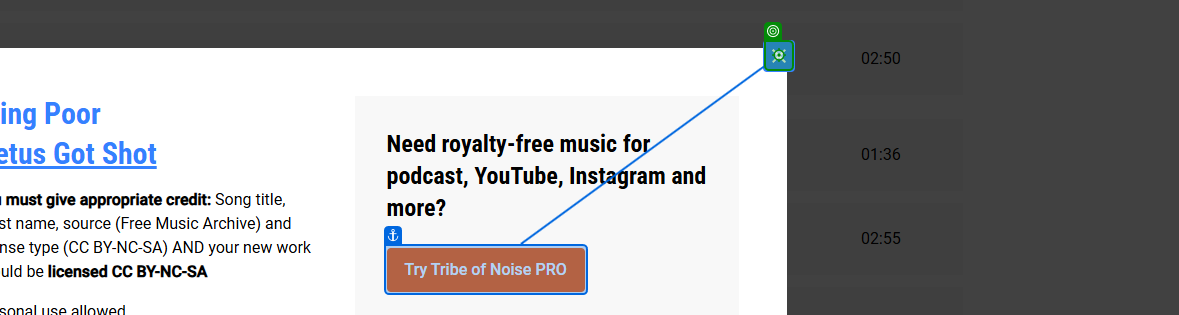 02:50
ing Poor
etus Got Shot
must give appropriate credit: Song title,
st name, source (Free Music Archive) and
nse type (CC BY-NC-SA) AND your new work
uld be licensed CC BY-NC-SA
sonal use allowed
Need royalty-free music for
podcast, YouTube, Instagram and
more?
Try Tribe of Noise PRO
01:36
02:55